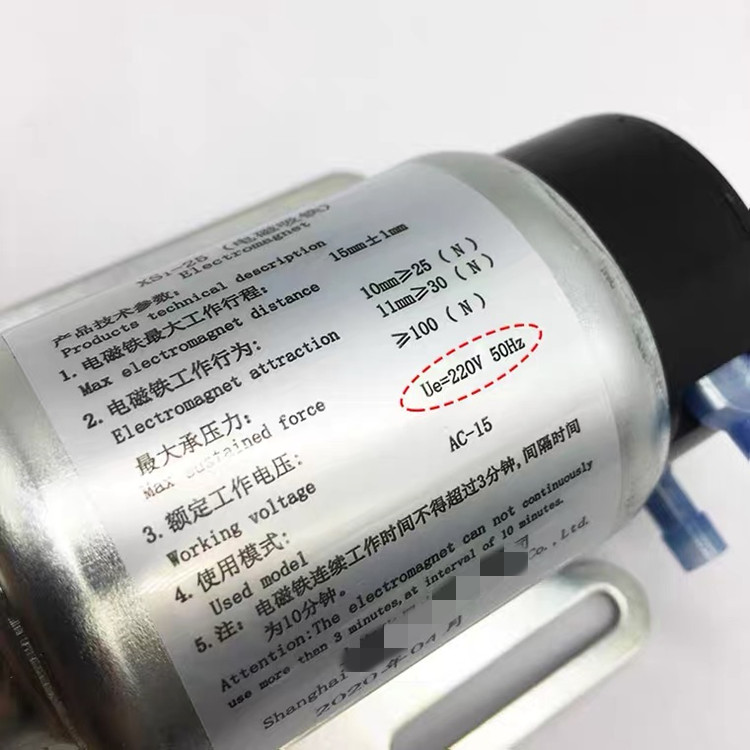 XS1-25 (电磁吸铁)
Electromagnet
产品技术参数:
Products technical description
1. 电磁铁最大工作行程: 15mm±1mm
Max electromagnet distance
2. 电磁铁工作行为: 10mm≥25（N）
Electromagnet attraction 11mm≥30（N）
最大承压力: ≥100（N）
Max sustained force
3. 额定工作电压: Ue=220V 50Hz
Working voltage
4. 使用模式: AC-15
Used model
5. 注: 电磁铁连续工作时间不得超过3分钟,间隔时间
为10分钟。
Attention:The electromagnet can not continuously
use more than 3 minutes,at interval of 10 minutes.
Shanghai Co.,Ltd.
2020年04月